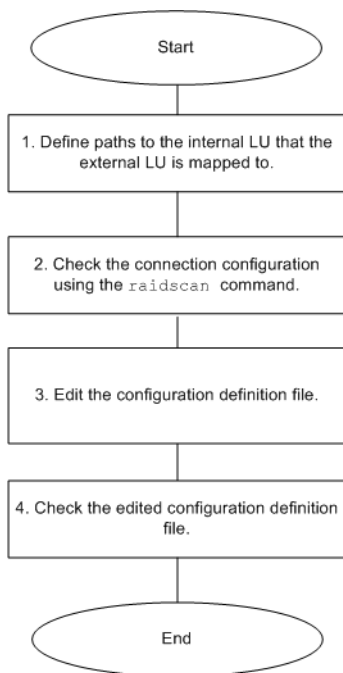 Start
1. Define paths to the internal LU that the
external LU is mapped to.
2. Check the connection configuration
using the raidscan command.
3. Edit the configuration definition file.
4. Check the edited configuration definition
file.
End